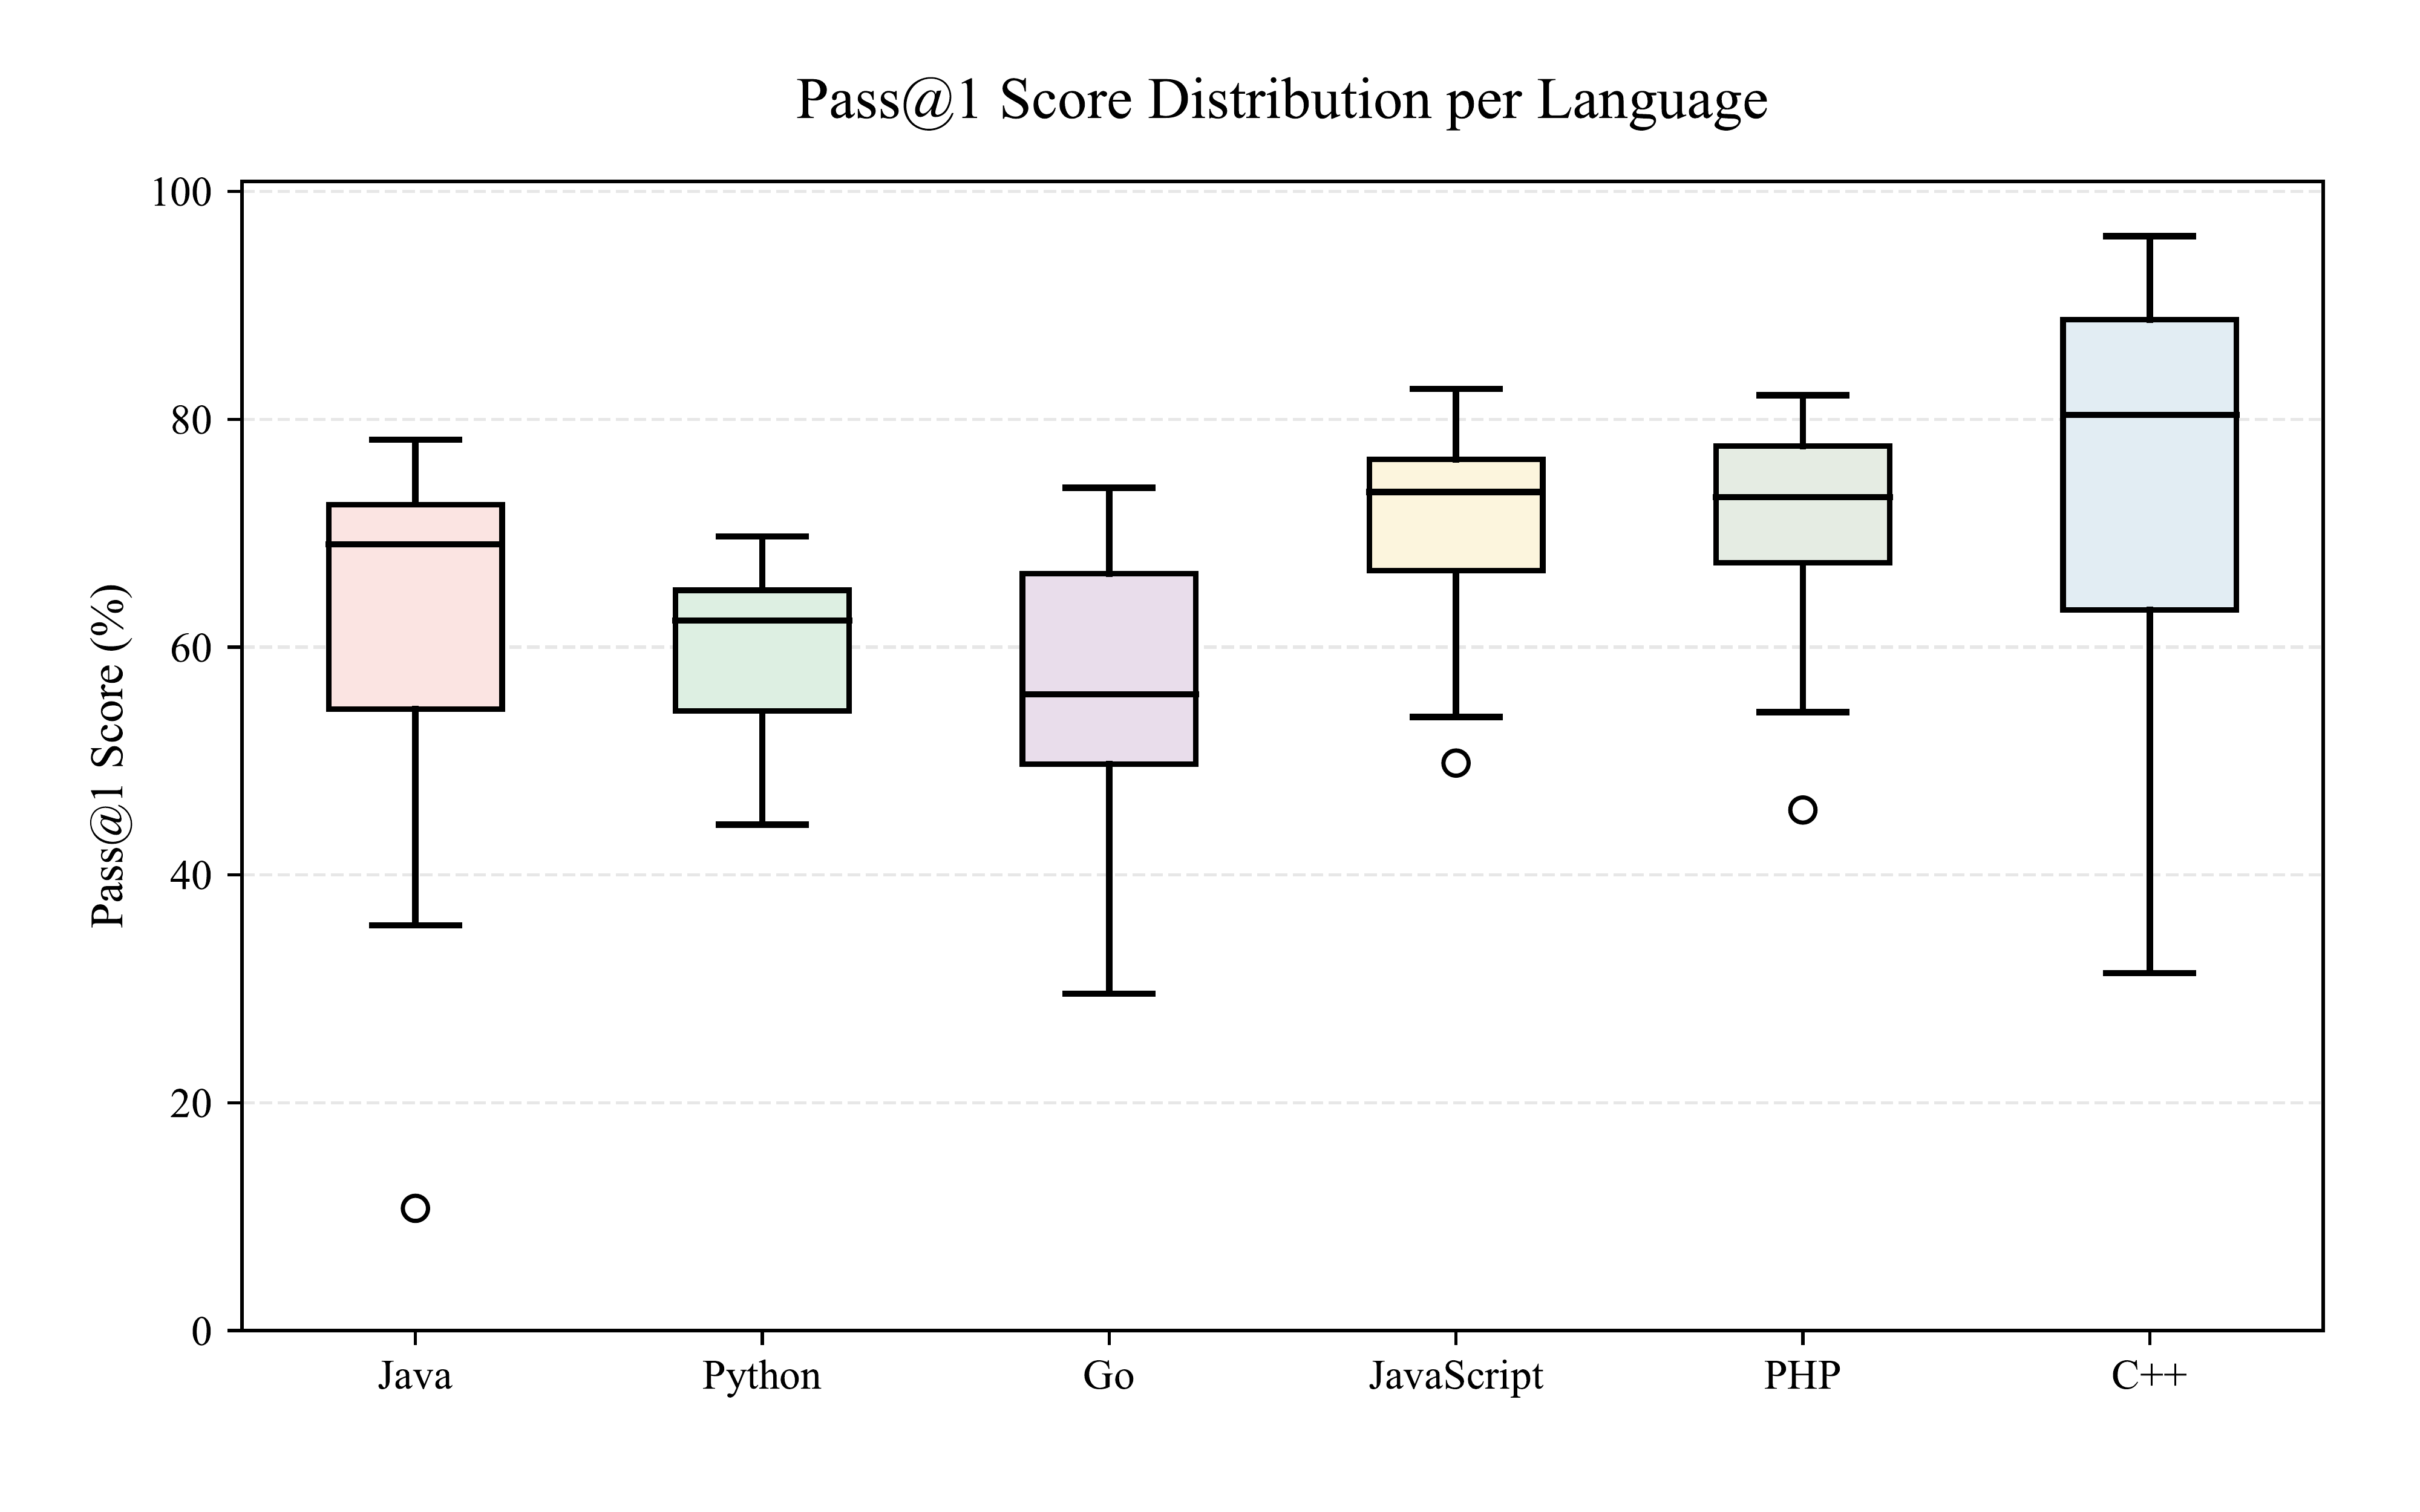 Pass@1 Score Distribution per Language
Pass@1 Score (%)
100
80
60
40
20
0
Java
Python
Go
JavaScript
PHP
C++